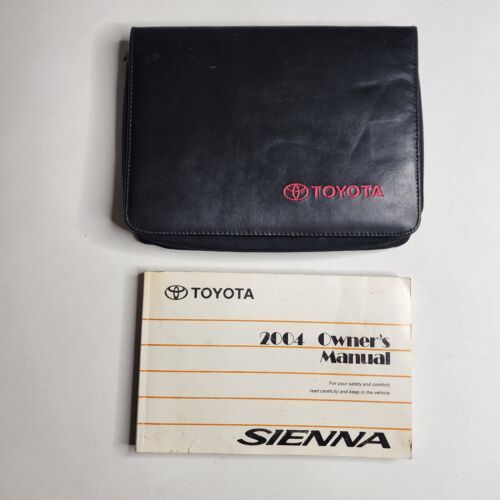 TOYOTA
TOYOTA
2004 Owner's
Manual
For your safety and comfort,
read carefully and keep in the vehicle.
SIENNA